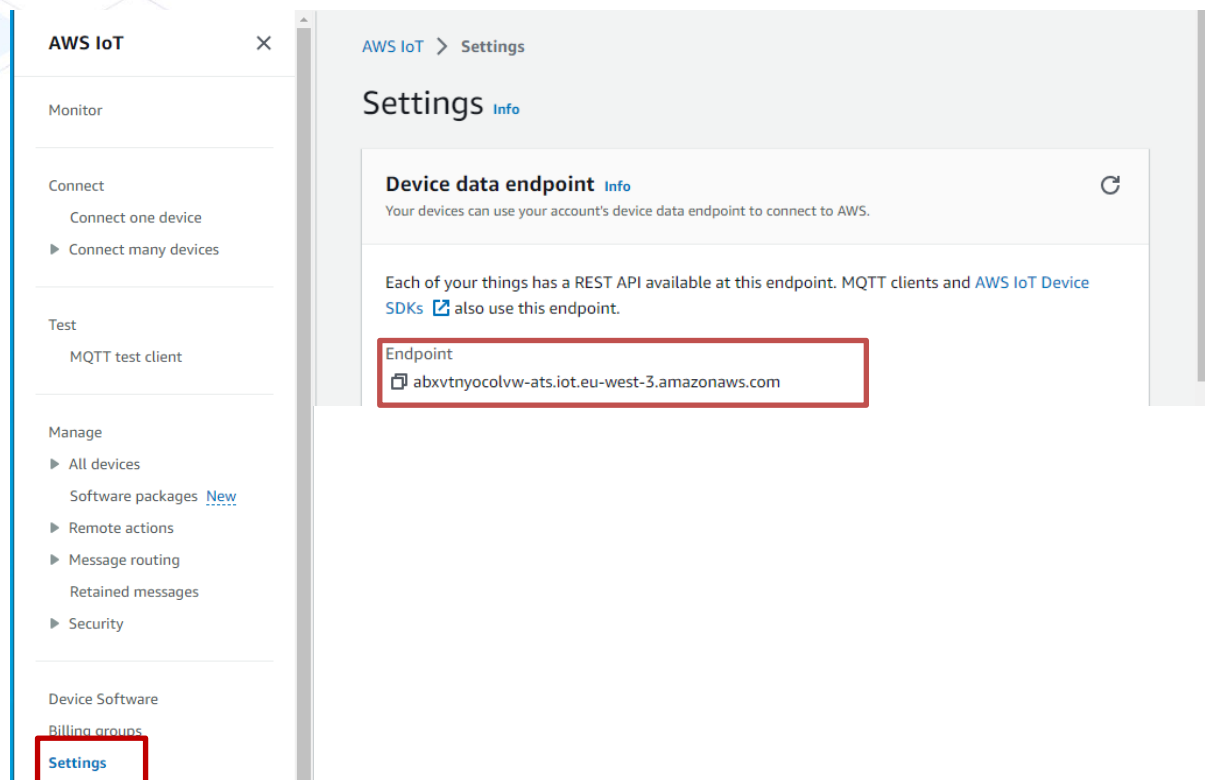 AWS IoT
Monitor
Connect
Connect one device
Connect many devices
Test
MQTT test client
Manage
All devices
Software packages New
Remote actions
Message routing
Retained messages
Security
Device Software
Billing groups
Settings
AWS IoT > Settings
Settings Info
Device data endpoint Info
Your devices can use your account's device data endpoint to connect to AWS.
Each of your things has a REST API available at this endpoint. MQTT clients and AWS IoT Device
SDKs also use this endpoint.
Endpoint
abxvtnyocolvw-ats.iot.eu-west-3.amazonaws.com